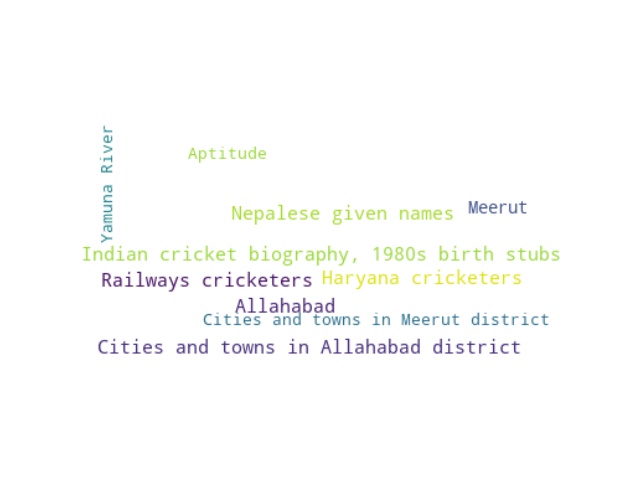 Yamuna River
Aptitude
Meerut
Nepalese given names
Indian cricket biography, 1980s birth stubs
Railways cricketers
Haryana cricketers
Allahabad
Cities and towns in Meerut district
Cities and towns in Allahabad district